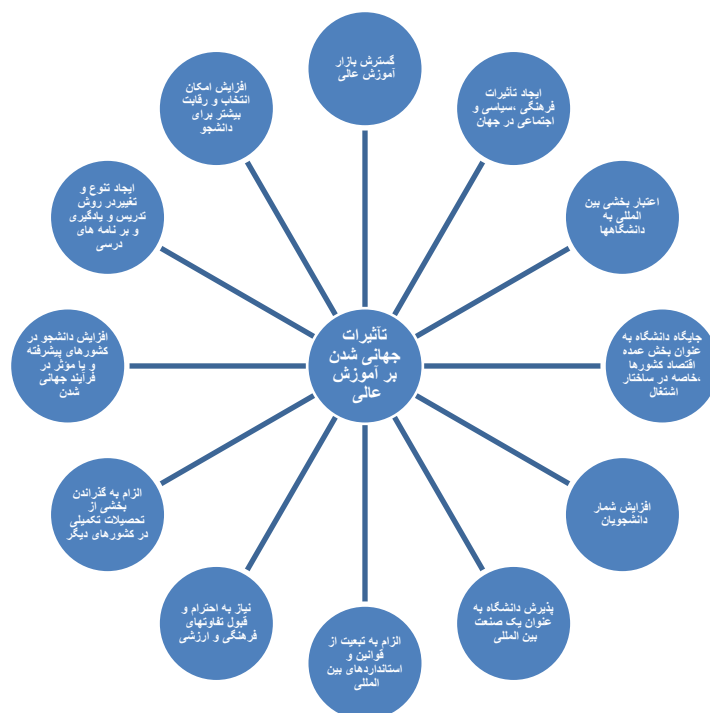 گسترش بازار
آموزش عالی
ایجاد تأثیرات
فرهنگی ،سیاسی و
اجتماعی در جهان
اعتبار بخشی بین
المللی به
دانشگاهها
جایگاه دانشگاه به
عنوان بخش عمده
اقتصاد کشورها
،خاصه در ساختار
اشتغال
افزایش شمار
دانشجویان
پذیرش دانشگاه به
عنوان یک صنعت
بین المللی
الزام به تبعیت از
قوانین و
استانداردهای بین
المللی
نیاز به احترام و
قبول تفاوتهای
فرهنگی و ارزشی
الزام به گذراندن
بخشی از
تحصیلات تکمیلی
در کشورهای دیگر
افزایش دانشجو در
کشورهای پیشرفته
و یا مؤثر در
فرآیند جهانی
شدن
ایجاد تنوع و
تغییردر روش
تدریس و یادگیری
و بر نامه های
درسی
افزایش امکان
انتخاب و رقابت
بیشتر برای
دانشجو
تآثیرات
جهانی شدن
بر آموزش
عالی